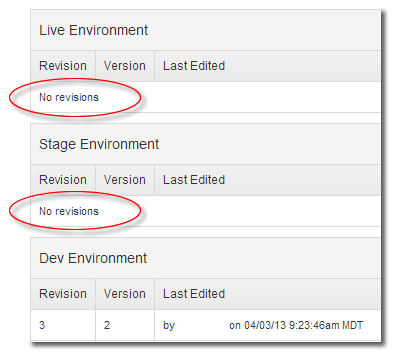 Live Environment
Revision Version Last Edited
No revisions
Stage Environment
Revision Version Last Edited
No revisions
Dev Environment
Revision Version Last Edited
3 2 by on 04/03/13 9:23:46am MDT